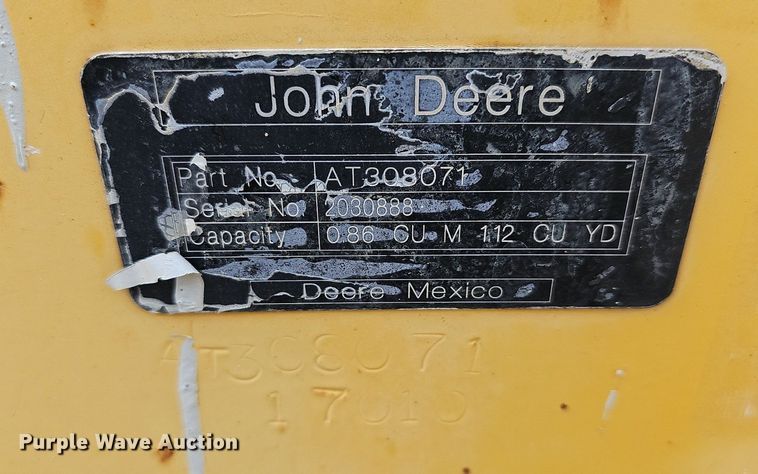 John Deere
Part No. AT308071
Serial No 2030888
Capacity 0.86 CU M 1.12 CU YD
Deere Mexico
AT308071
17010
Purple Wave Auction